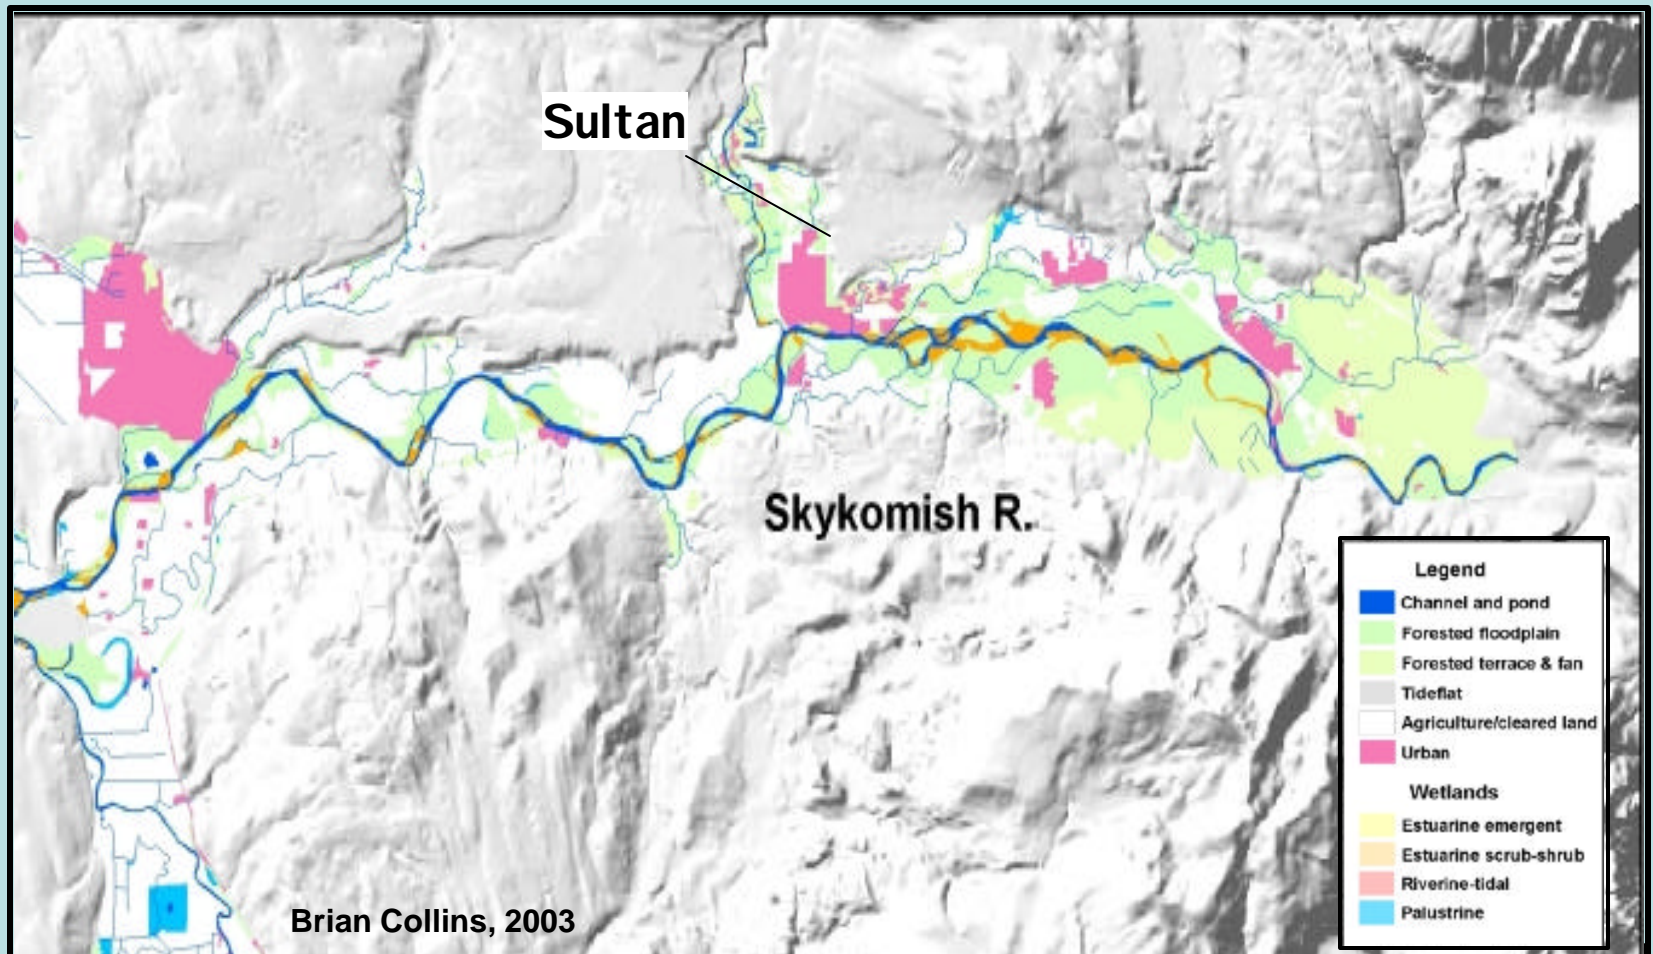 Sultan
Skykomish R.
Legend
Channel and pond
Forested floodplain
Forested terrace & fan
Tideflat
Agriculture/cleared land
Urban
Wetlands
Estuarine emergent
Estuarine scrub-shrub
Riverine-tidal
Palustrine
Brian Collins, 2003